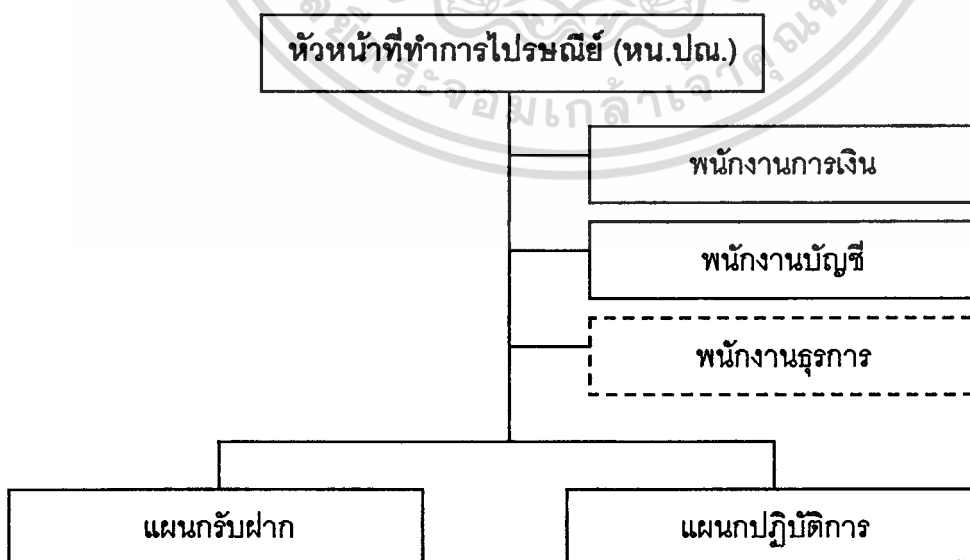 หัวหน้าที่ทำการไปรษณีย์ (หน.ปณ.)
พนักงานการเงิน
พนักงานบัญชี
พนักงานธุรการ
แผนกรับฝาก
แผนกปฏิบัติการ